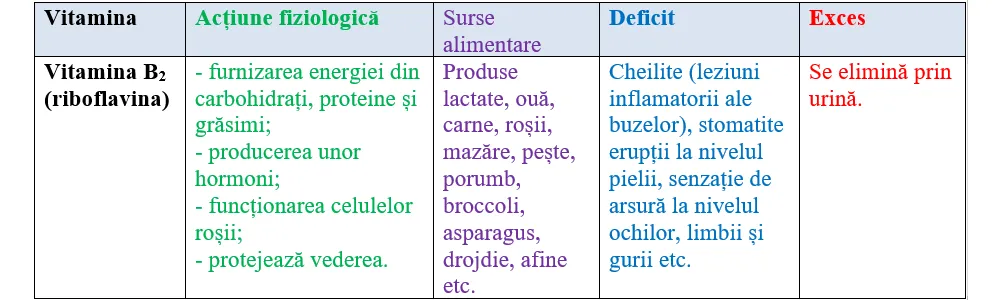 Vitamina
Acțiune fiziologică
Surse
alimentare
Deficit
Exces
Vitamina B₂
(riboflavina)
- furnizarea energiei din
carbohidrați, proteine și
grăsimi;
- producerea unor
hormoni;
- funcționarea celulelor
roșii;
- protejează vederea.
Produse
lactate, ouă,
carne, roșii,
mazăre, pește,
porumb,
broccoli,
asparagus,
drojdie, afine
etc.
Cheilite (leziuni
inflamatorii ale
buzelor), stomatite
erupții la nivelul
pielii, senzație de
arsură la nivelul
ochilor, limbii și
gurii etc.
Se elimină prin
urină.